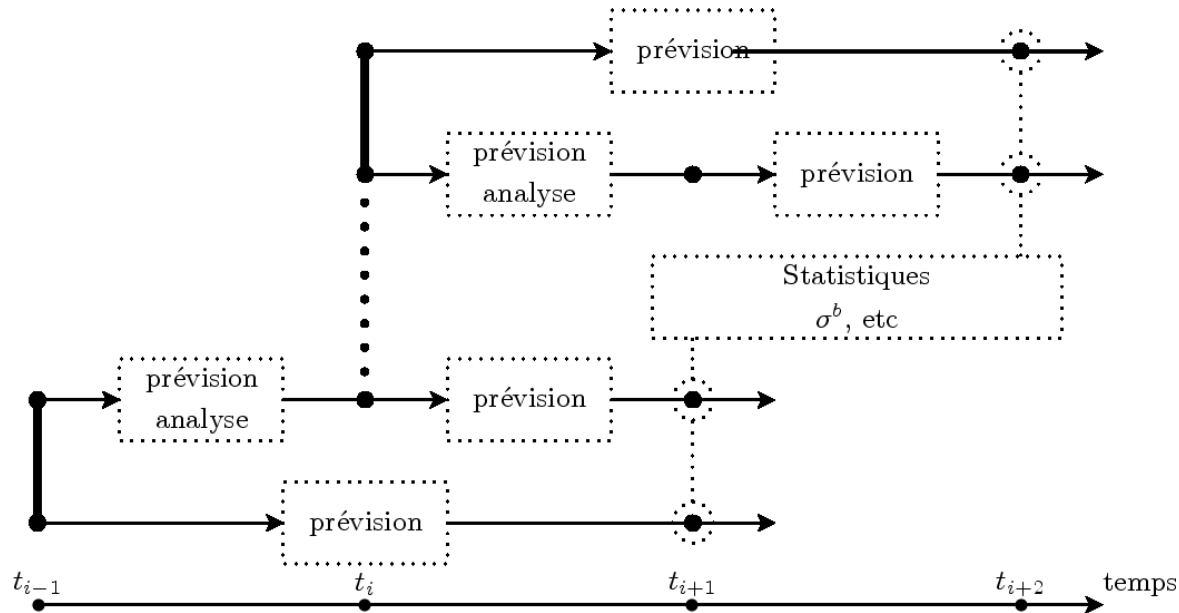 prévision
prévision
analyse
prévision
Statistiques
σ^b, etc
prévision
analyse
prévision
prévision
t_{i−1}
t_i
t_{i+1}
t_{i+2}
temps